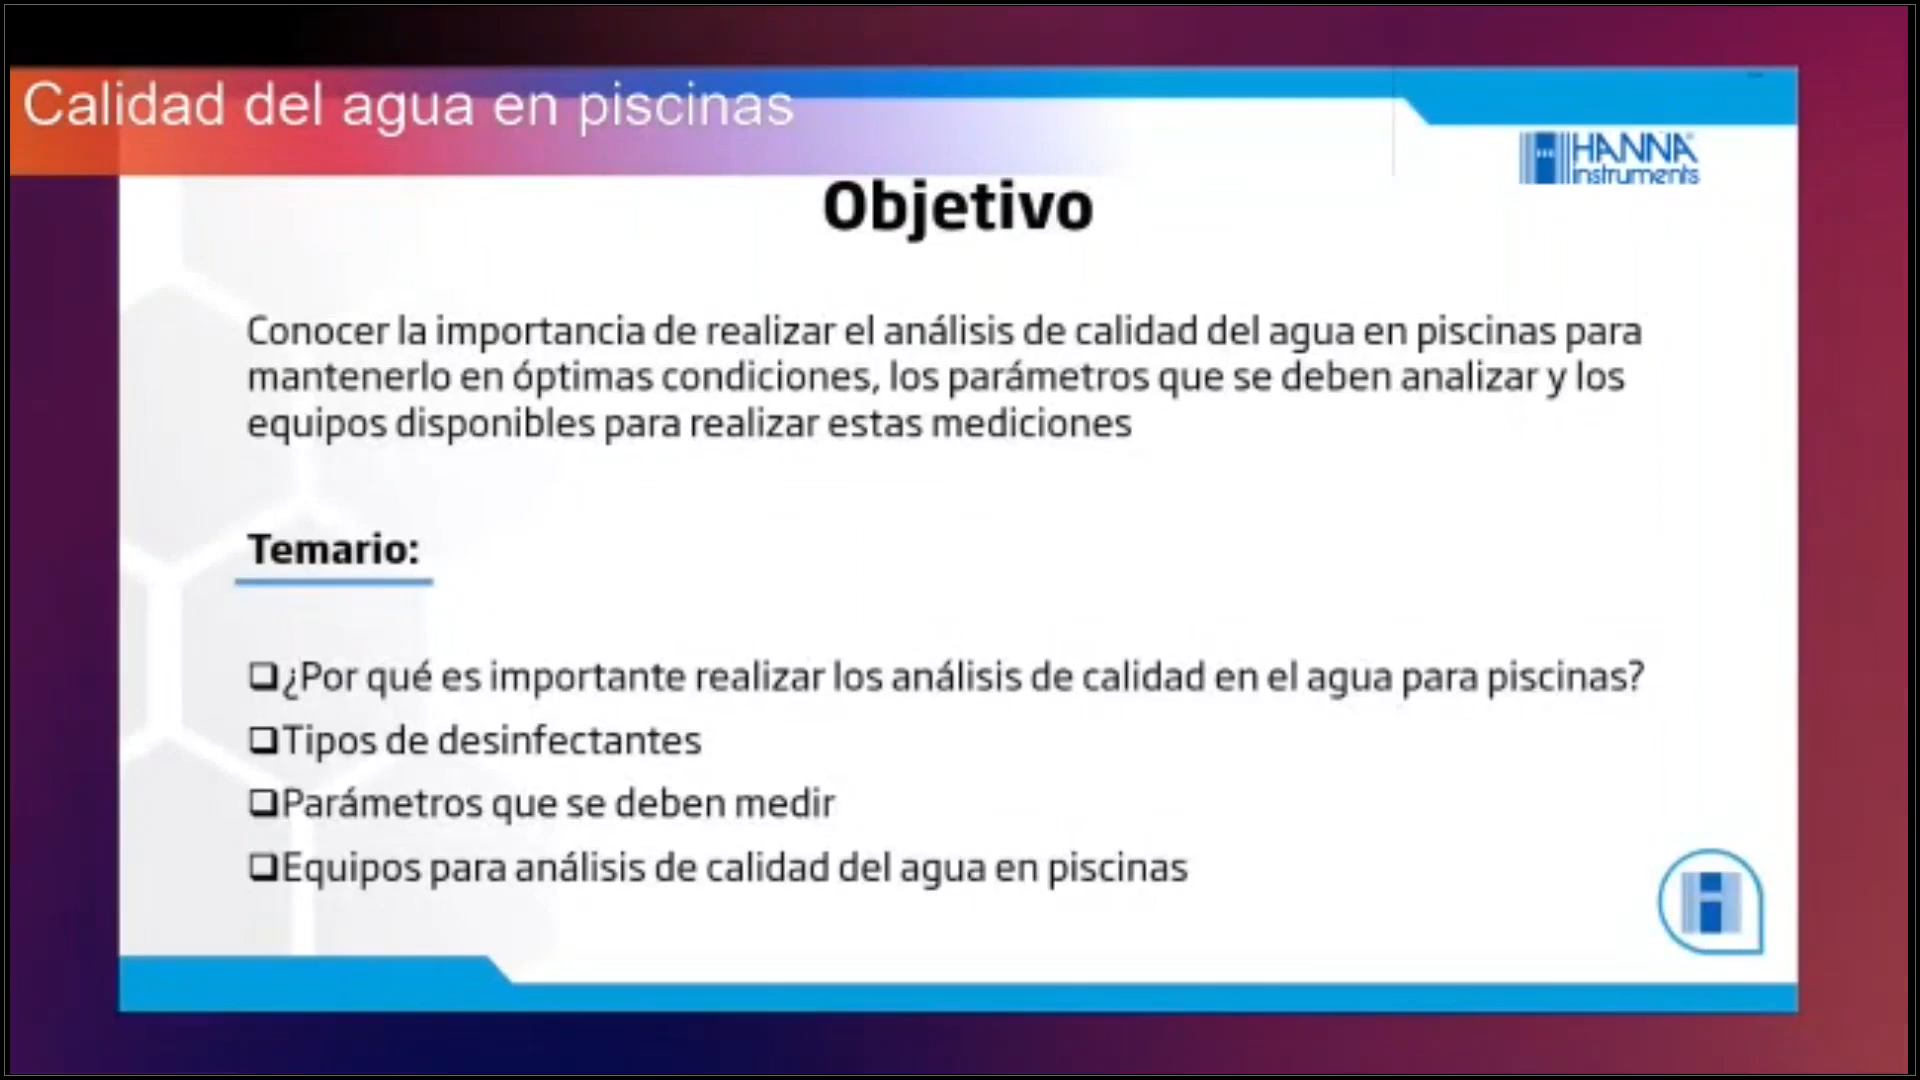 Calidad del agua en piscinas
HANNA
instruments
Objetivo
Conocer la importancia de realizar el análisis de calidad del agua en piscinas para
mantenerlo en óptimas condiciones, los parámetros que se deben analizar y los
equipos disponibles para realizar estas mediciones
Temario:
❑¿Por qué es importante realizar los análisis de calidad en el agua para piscinas?
❑Tipos de desinfectantes
❑Parámetros que se deben medir
❑Equipos para análisis de calidad del agua en piscinas